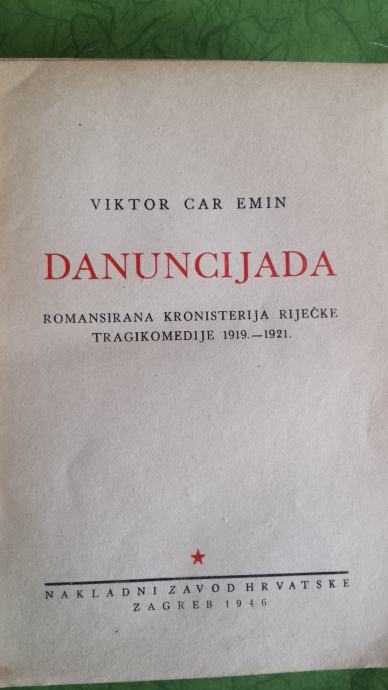 VIKTOR CAR EMIN
DANUNCIJADA
ROMANSIRANA KRONISTERIJA RIJEČKE
TRAGIKOMEDIJE 1919.—1921.
NAKLADNI ZAVOD HRVATSKE
ZAGREB 1946